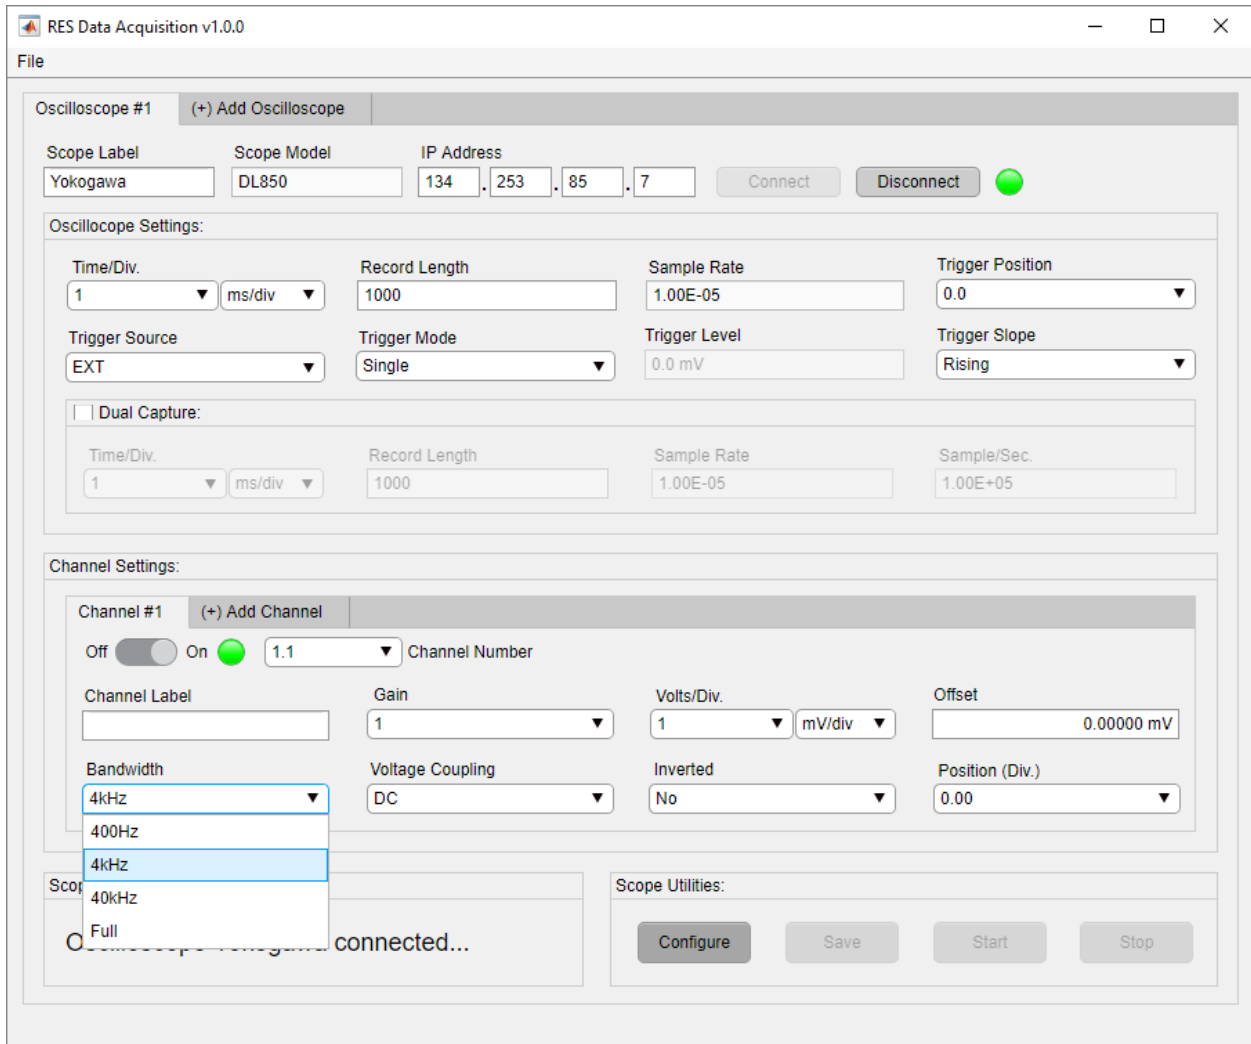 RES Data Acquisition v1.0.0
File
Oscilloscope #1 (+) Add Oscilloscope
Scope Label Scope Model IP Address
Yokogawa DL850 134 . 253 . 85 . 7 Connect Disconnect
Oscillocope Settings:
Time/Div. Record Length Sample Rate Trigger Position
1 ms/div 1000 1.00E-05 0.0
Trigger Source Trigger Mode Trigger Level Trigger Slope
EXT Single 0.0 mV Rising
Dual Capture:
Time/Div. Record Length Sample Rate Sample/Sec.
1 ms/div 1000 1.00E-05 1.00E+05
Channel Settings:
Channel #1 (+) Add Channel
Off On 1.1 Channel Number
Channel Label Gain Volts/Div. Offset
1 1 mV/div 0.00000 mV
Bandwidth Voltage Coupling Inverted Position (Div.)
4kHz DC No 0.00
400Hz
4kHz
40kHz
Full
Scope Utilities:
connected...
Configure Save Start Stop